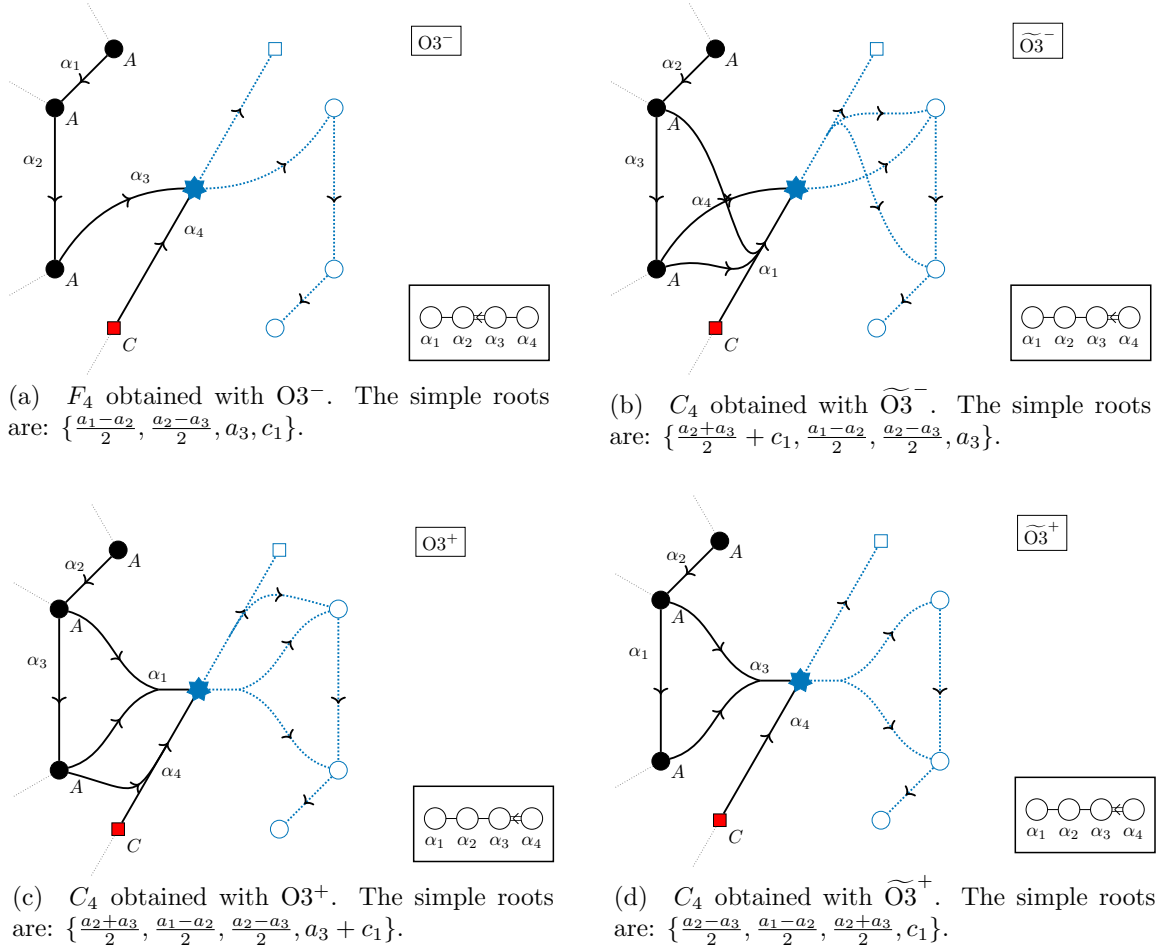 O3⁻
α₁
A
A
α₂
α₃
α₄
A
C
α₁ α₂ α₃ α₄
(a) F₄ obtained with O3⁻. The simple roots
are: {(a₁−a₂)/2, (a₂−a₃)/2, a₃, c₁}.
Õ3⁻
α₂
A
A
α₃
α₄
α₁
A
C
α₁ α₂ α₃ α₄
(b) C₄ obtained with Õ3⁻. The simple roots
are: {(a₂+a₃)/2 + c₁, (a₁−a₂)/2, (a₂−a₃)/2, a₃}.
O3⁺
α₂
A
A
α₃
α₁
α₄
A
C
α₁ α₂ α₃ α₄
(c) C₄ obtained with O3⁺. The simple roots
are: {(a₂+a₃)/2, (a₁−a₂)/2, (a₂−a₃)/2, a₃ + c₁}.
Õ3⁺
α₂
A
A
α₁
α₃
α₄
A
C
α₁ α₂ α₃ α₄
(d) C₄ obtained with Õ3⁺. The simple roots
are: {(a₂−a₃)/2, (a₁−a₂)/2, (a₂+a₃)/2, c₁}.